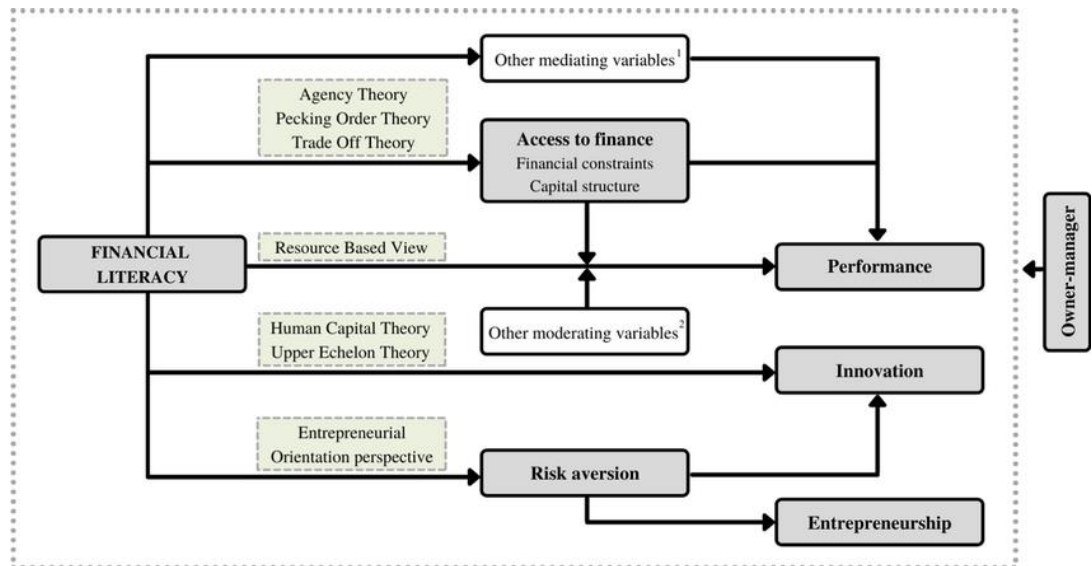 Other mediating variables¹
Agency Theory
Pecking Order Theory
Trade Off Theory
Access to finance
Financial constraints
Capital structure
FINANCIAL
LITERACY
Resource Based View
Performance
Owner-manager
Human Capital Theory
Upper Echelon Theory
Other moderating variables²
Innovation
Entrepreneurial
Orientation perspective
Risk aversion
Entrepreneurship